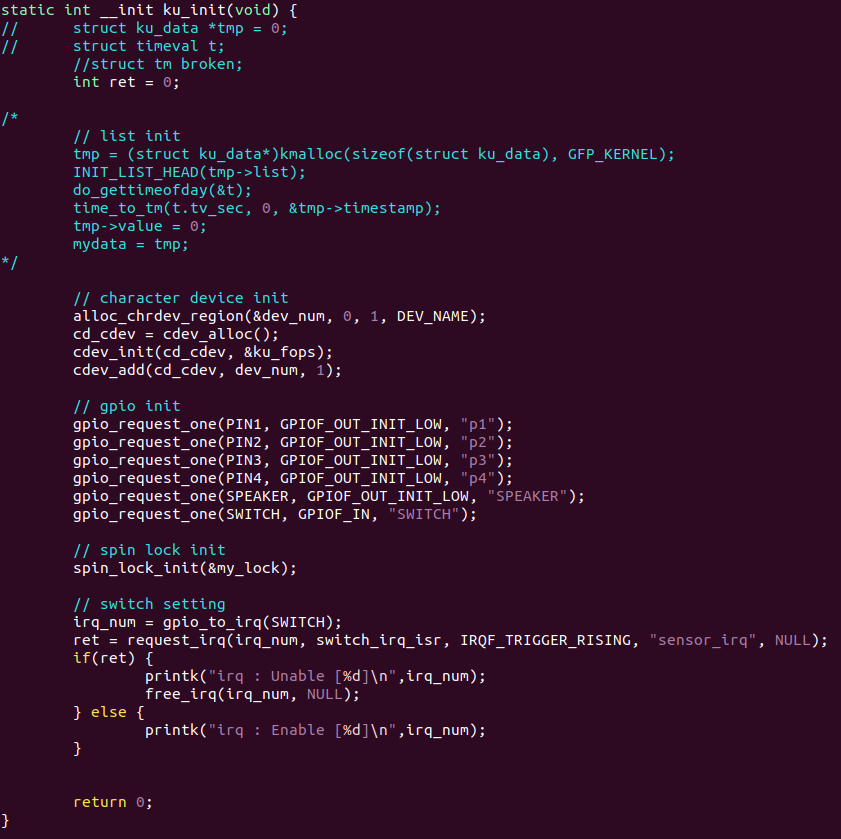 static int __init ku_init(void) {
//      struct ku_data *tmp = 0;
//      struct timeval t;
        //struct tm broken;
        int ret = 0;

/*
        // list init
        tmp = (struct ku_data*)kmalloc(sizeof(struct ku_data), GFP_KERNEL);
        INIT_LIST_HEAD(tmp->list);
        do_gettimeofday(&t);
        time_to_tm(t.tv_sec, 0, &tmp->timestamp);
        tmp->value = 0;
        mydata = tmp;
*/

        // character device init
        alloc_chrdev_region(&dev_num, 0, 1, DEV_NAME);
        cd_cdev = cdev_alloc();
        cdev_init(cd_cdev, &ku_fops);
        cdev_add(cd_cdev, dev_num, 1);

        // gpio init
        gpio_request_one(PIN1, GPIOF_OUT_INIT_LOW, "p1");
        gpio_request_one(PIN2, GPIOF_OUT_INIT_LOW, "p2");
        gpio_request_one(PIN3, GPIOF_OUT_INIT_LOW, "p3");
        gpio_request_one(PIN4, GPIOF_OUT_INIT_LOW, "p4");
        gpio_request_one(SPEAKER, GPIOF_OUT_INIT_LOW, "SPEAKER");
        gpio_request_one(SWITCH, GPIOF_IN, "SWITCH");

        // spin lock init
        spin_lock_init(&my_lock);

        // switch setting
        irq_num = gpio_to_irq(SWITCH);
        ret = request_irq(irq_num, switch_irq_isr, IRQF_TRIGGER_RISING, "sensor_irq", NULL);
        if(ret) {
                printk("irq : Unable [%d]\n",irq_num);
                free_irq(irq_num, NULL);
        } else {
                printk("irq : Enable [%d]\n",irq_num);
        }


        return 0;
}